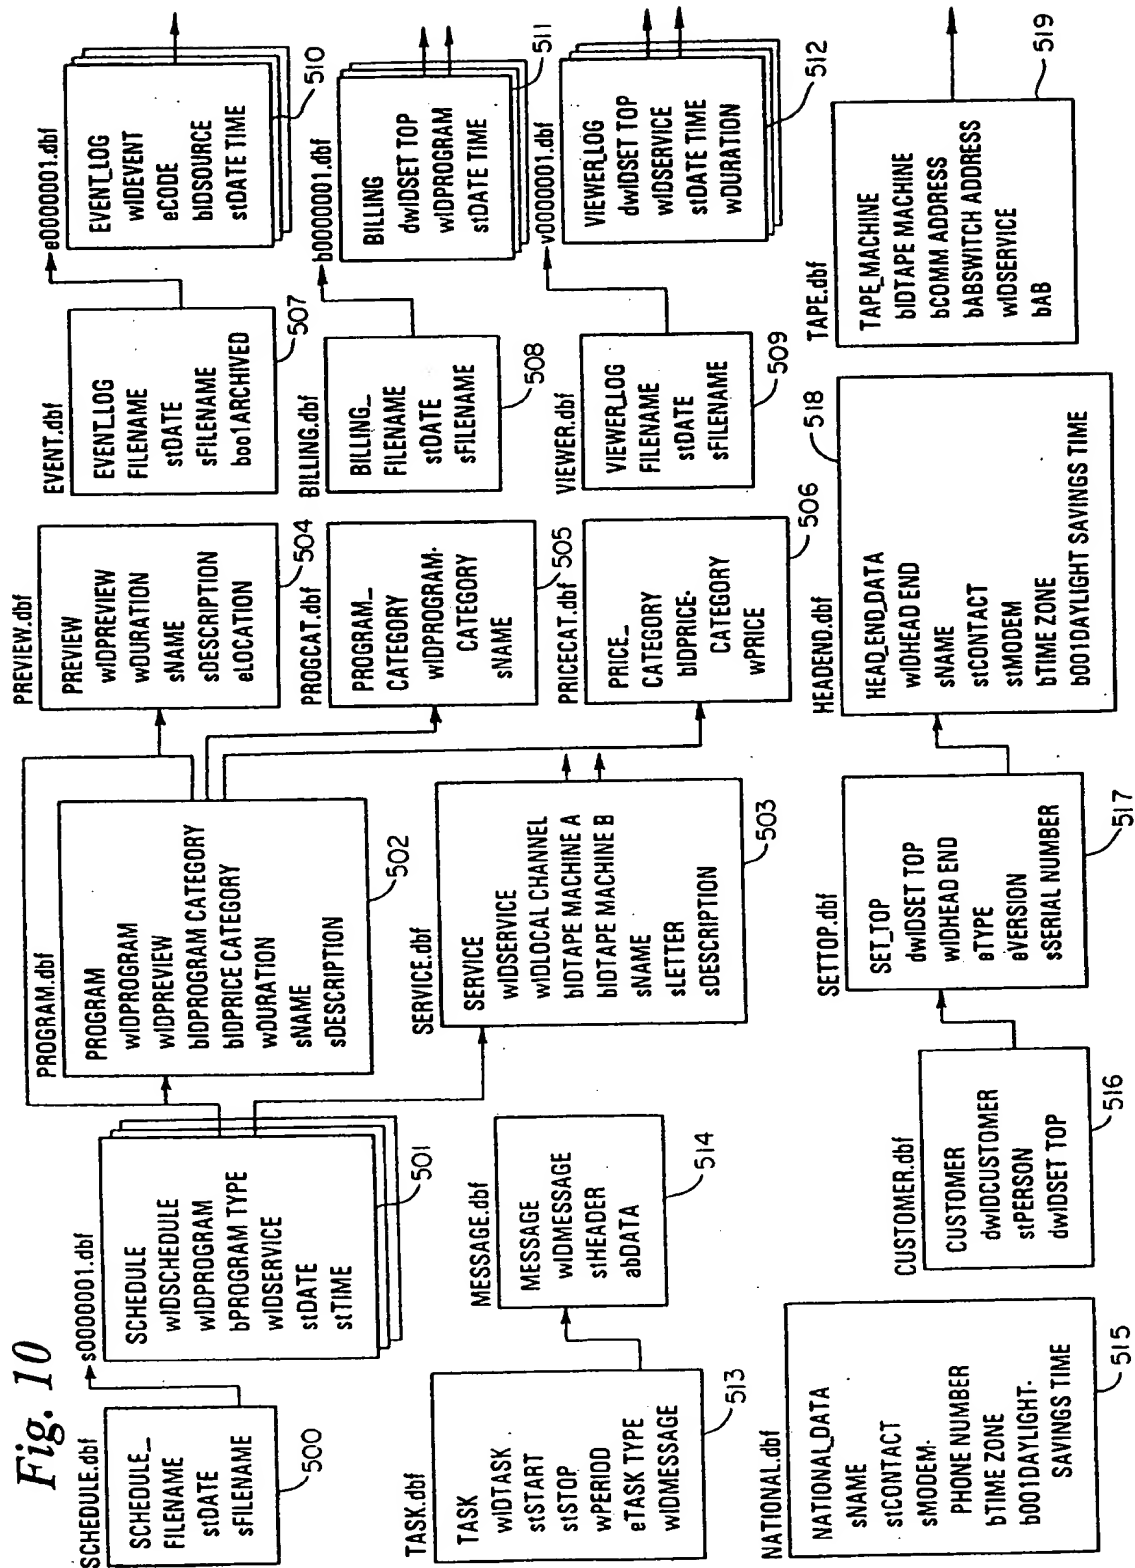 Fig. 10
SCHEDULE.dbf
SCHEDULE_
FILENAME
stDATE
sFILENAME
500
s0000001.dbf
SCHEDULE
wIDSCHEDULE
wIDPROGRAM
bPROGRAM TYPE
wIDSERVICE
stDATE
stTIME
501
PROGRAM.dbf
PROGRAM
wIDPROGRAM
wIDPREVIEW
bIDPROGRAM CATEGORY
bIDPRICE CATEGORY
wDURATION
sNAME
sDESCRIPTION
502
SERVICE.dbf
SERVICE
wIDSERVICE
wIDLOCAL CHANNEL
bIDTAPE MACHINE A
bIDTAPE MACHINE B
sNAME
sLETTER
sDESCRIPTION
503
PREVIEW.dbf
PREVIEW
wIDPREVIEW
wDURATION
sNAME
sDESCRIPTION
eLOCATION
504
PROGCAT.dbf
PROGRAM_
CATEGORY
wIDPROGRAM-
CATEGORY
sNAME
505
PRICECAT.dbf
PRICE_
CATEGORY
bIDPRICE-
CATEGORY
wPRICE
506
EVENT.dbf
EVENT_LOG
FILENAME
stDATE
sFILENAME
boo1ARCHIVED
507
BILLING.dbf
BILLING_
FILENAME
stDATE
sFILENAME
508
VIEWER.dbf
VIEWER_LOG
FILENAME
stDATE
sFILENAME
509
e0000001.dbf
EVENT_LOG
wIDEVENT
eCODE
bIDSOURCE
stDATE TIME
510
b0000001.dbf
BILLING
dwIDSET TOP
wIDPROGRAM
stDATE TIME
511
v0000001.dbf
VIEWER_LOG
dwIDSET TOP
wIDSERVICE
stDATE TIME
wDURATION
512
TASK.dbf
TASK
wIDTASK
stSTART
stSTOP
wPERIOD
eTASK TYPE
wIDMESSAGE
513
MESSAGE.dbf
MESSAGE
wIDMESSAGE
stHEADER
abDATA
514
NATIONAL.dbf
NATIONAL_DATA
sNAME
stCONTACT
sMODEM-
PHONE NUMBER
bTIME ZONE
b001DAYLIGHT-
SAVINGS TIME
515
CUSTOMER.dbf
CUSTOMER
dwIDCUSTOMER
stPERSON
dwIDSET TOP
516
SETTOP.dbf
SET_TOP
dwIDSET TOP
wIDHEAD END
eTYPE
eVERSION
sSERIAL NUMBER
517
HEADEND.dbf
HEAD_END_DATA
wIDHEAD END
sNAME
stCONTACT
stMODEM
bTIME ZONE
b001DAYLIGHT SAVINGS TIME
518
TAPE.dbf
TAPE_MACHINE
bIDTAPE MACHINE
bCOMM ADDRESS
bABSWITCH ADDRESS
wIDSERVICE
bAB
519